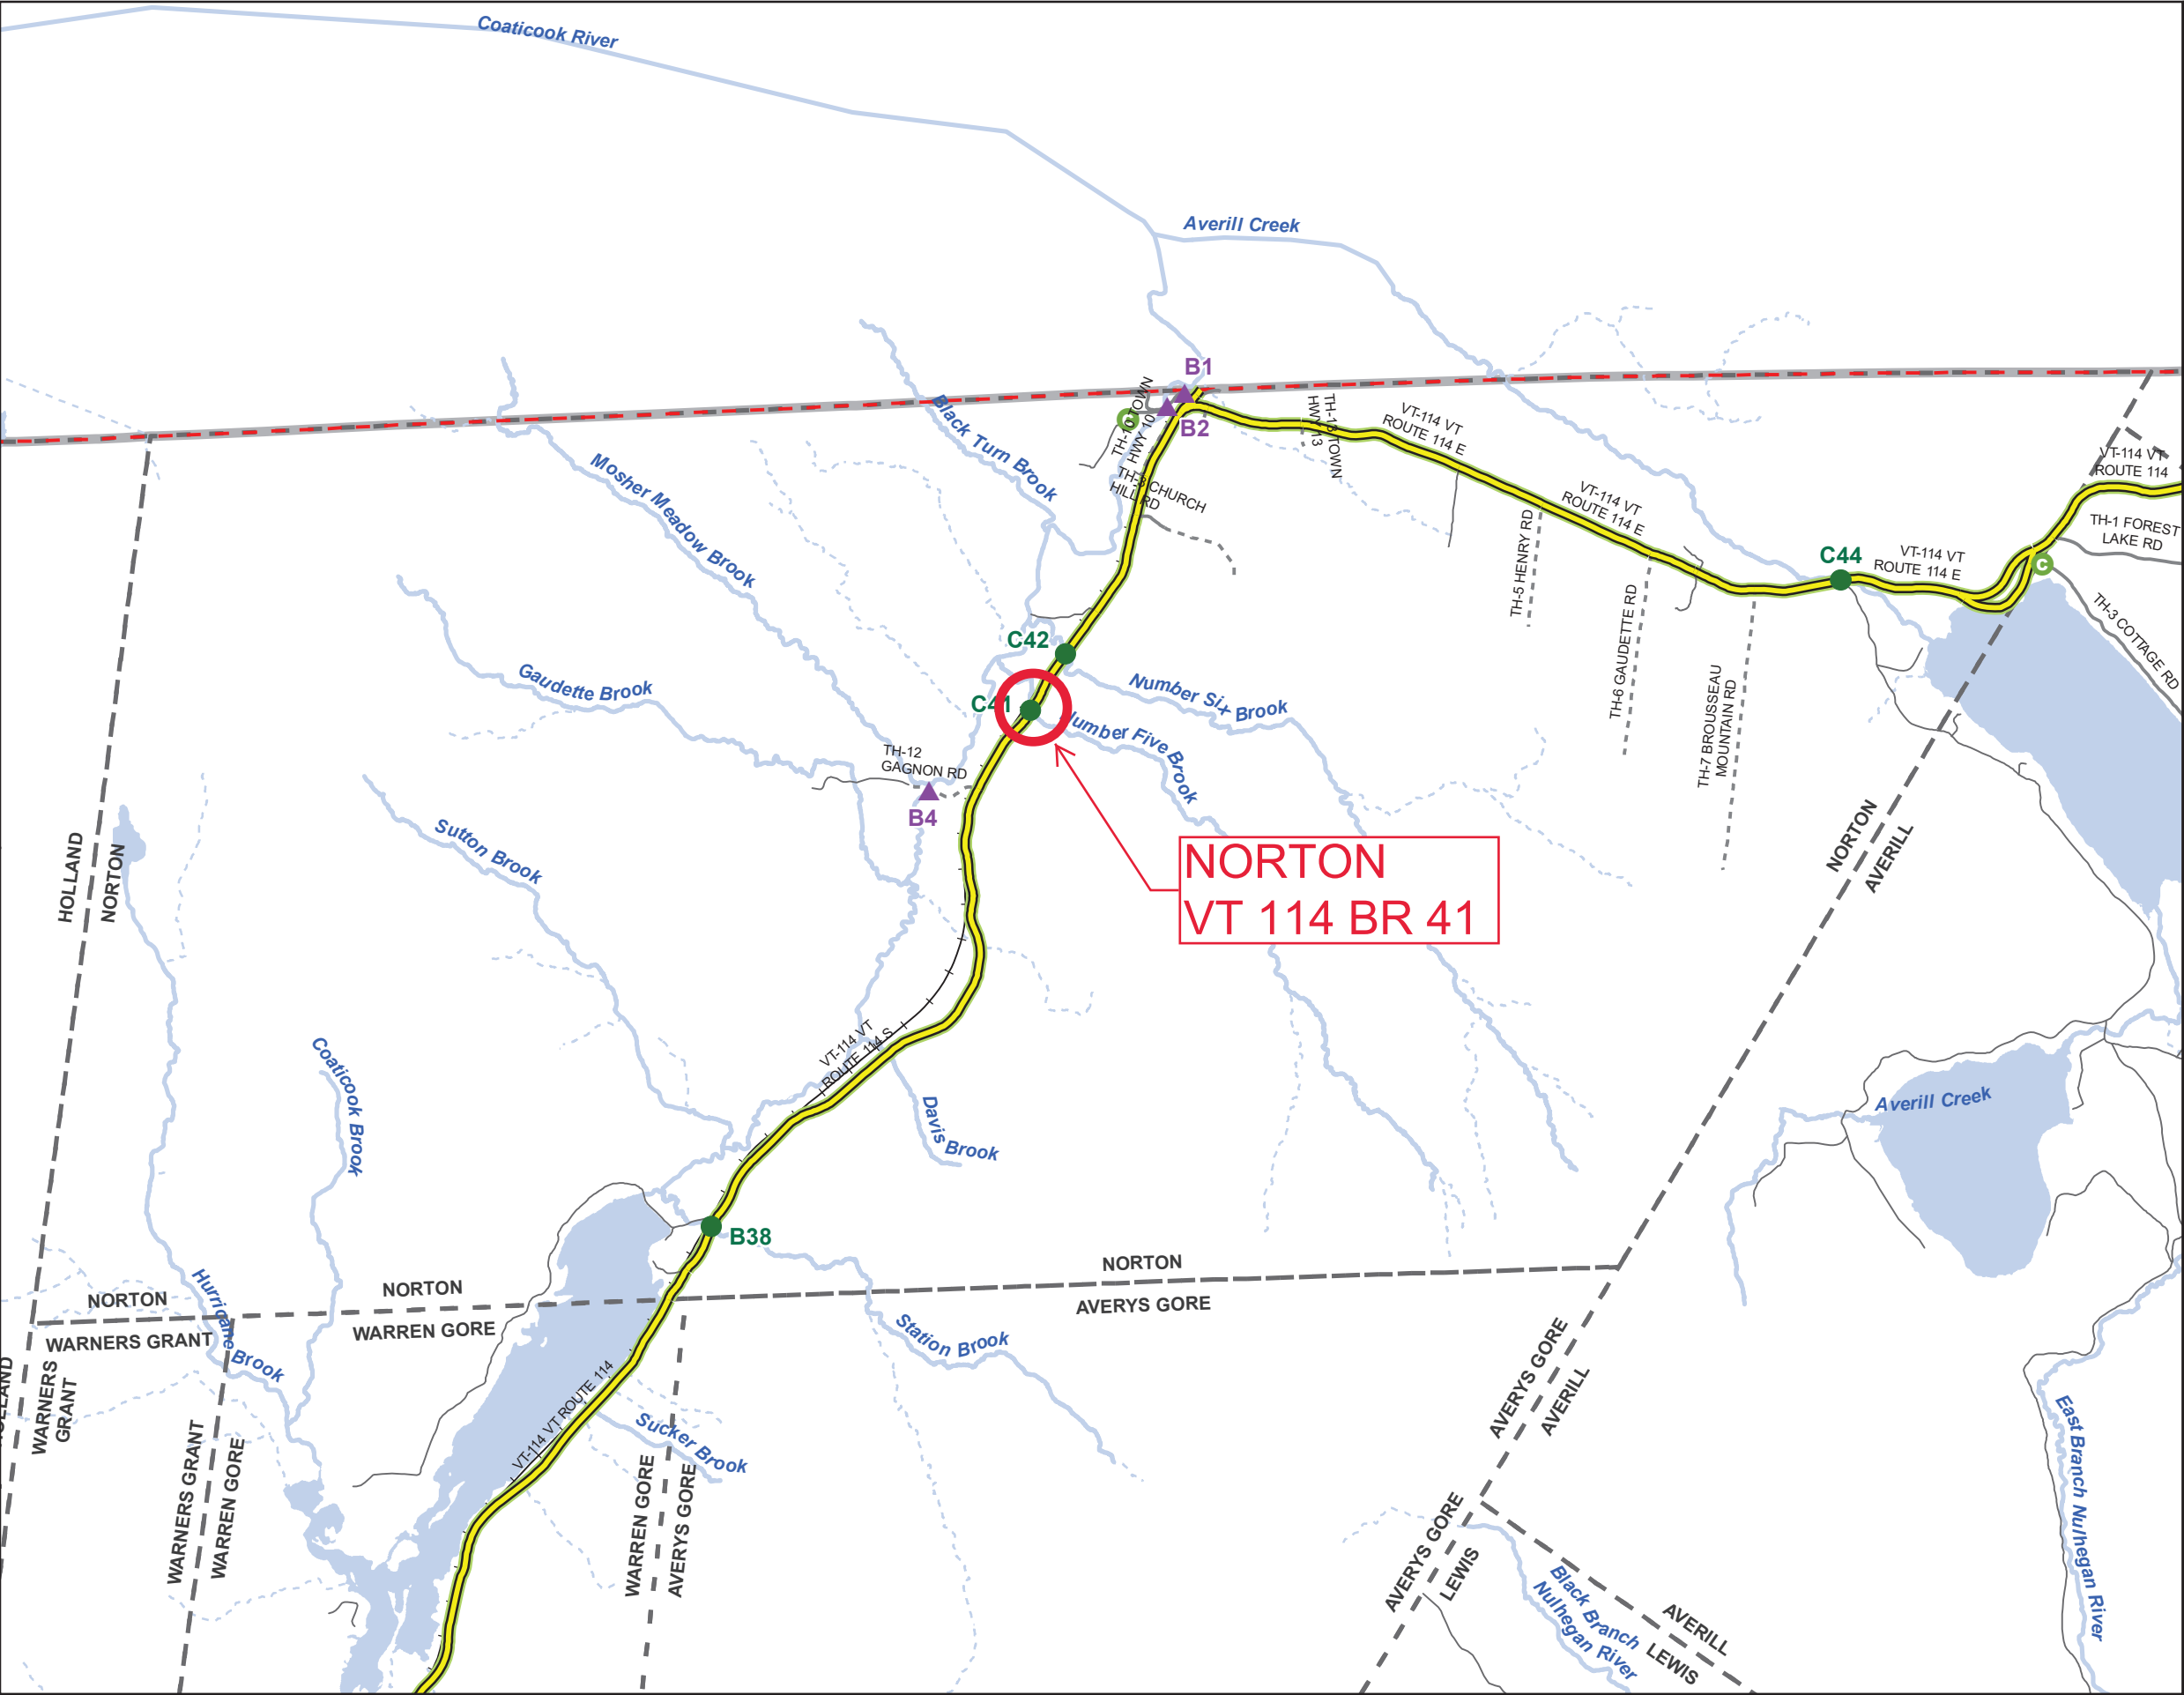 Coaticook River
Averill Creek
B1
B2
TH-10 TOWN
HWY 10
TH-13 TOWN
HWY 13
VT-114 VT
ROUTE 114 E
Black Turn Brook
Mosher Meadow Brook
TH-3 CHURCH
HILL RD
VT-114 VT
ROUTE 114 E
VT-114 VT
ROUTE 114
TH-1 FOREST
LAKE RD
TH-5 HENRY RD
C44
VT-114 VT
ROUTE 114 E
C
C
TH-3 COTTAGE RD
TH-6 GAUDETTE RD
TH-7 BROUSSEAU
MOUNTAIN RD
C42
C41
Number Six Brook
Number Five Brook
Gaudette Brook
TH-12
GAGNON RD
B4
Sutton Brook
HOLLAND
NORTON
NORTON
VT 114 BR 41
NORTON
AVERILL
VT-114 VT
ROUTE 114 S
Coaticook Brook
Davis Brook
Averill Creek
B38
NORTON
AVERYS GORE
NORTON
WARNERS GRANT
NORTON
WARREN GORE
Hurricane Brook
Station Brook
HOLLAND
WARNERS
GRANT
WARNERS GRANT
WARREN GORE
VT-114 VT ROUTE 114
Sucker Brook
WARREN GORE
AVERYS GORE
AVERYS GORE
AVERILL
AVERYS GORE
LEWIS
Black Branch
Nulhegan River
AVERILL
LEWIS
East Branch Nulhegan River